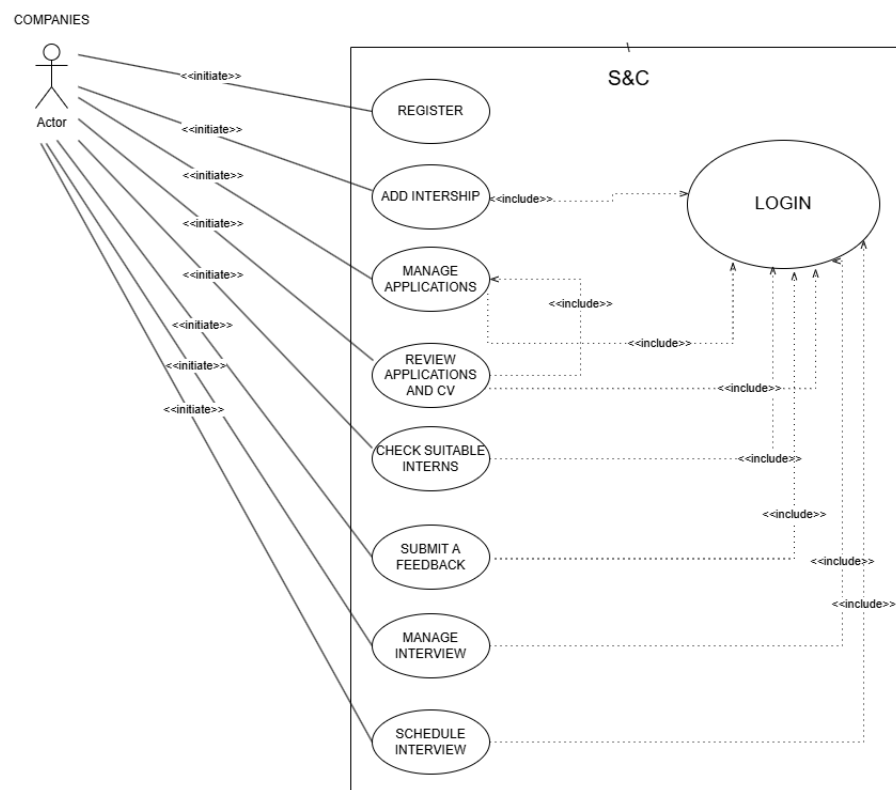 COMPANIES
Actor
S&C
<<initiate>>
REGISTER
<<initiate>>
ADD INTERSHIP
<<include>>
LOGIN
<<initiate>>
MANAGE
APPLICATIONS
<<initiate>>
<<include>>
<<include>>
<<initiate>>
REVIEW
APPLICATIONS
AND CV
<<include>>
<<initiate>>
CHECK SUITABLE
INTERNS
<<include>>
<<initiate>>
<<include>>
SUBMIT A
FEEDBACK
<<include>>
<<initiate>>
<<include>>
MANAGE
INTERVIEW
SCHEDULE
INTERVIEW